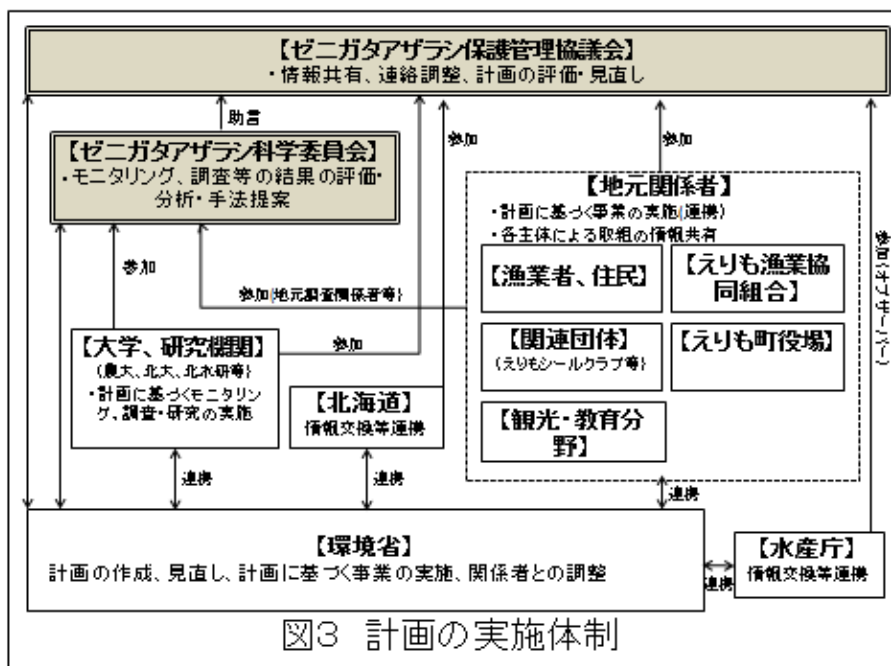 【ゼニガタアザラシ保護管理協議会】
・情報共有、連絡調整、計画の評価・見直し
助言
【ゼニガタアザラシ科学委員会】
・モニタリング、調査等の結果の評価・
分析・手法提案
参加
参加
【地元関係者】
・計画に基づく事業の実施(連携)
・各主体による取組の情報共有
【漁業者、住民】
【えりも漁業協
同組合】
【関連団体】
(えりもシールクラブ等)
【えりも町役場】
【観光・教育分
野】
参加(オブザーバー)
参加
参加(地元調査関係者等)
【大学、研究機関】
(農大、北大、北水研等)
・計画に基づくモニタリン
グ、調査・研究の実施
参加
【北海道】
情報交換等連携
連携
連携
連携
【環境省】
計画の作成、見直し、計画に基づく事業の実施、関係者との調整
連携
【水産庁】
情報交換等連携
図3 計画の実施体制